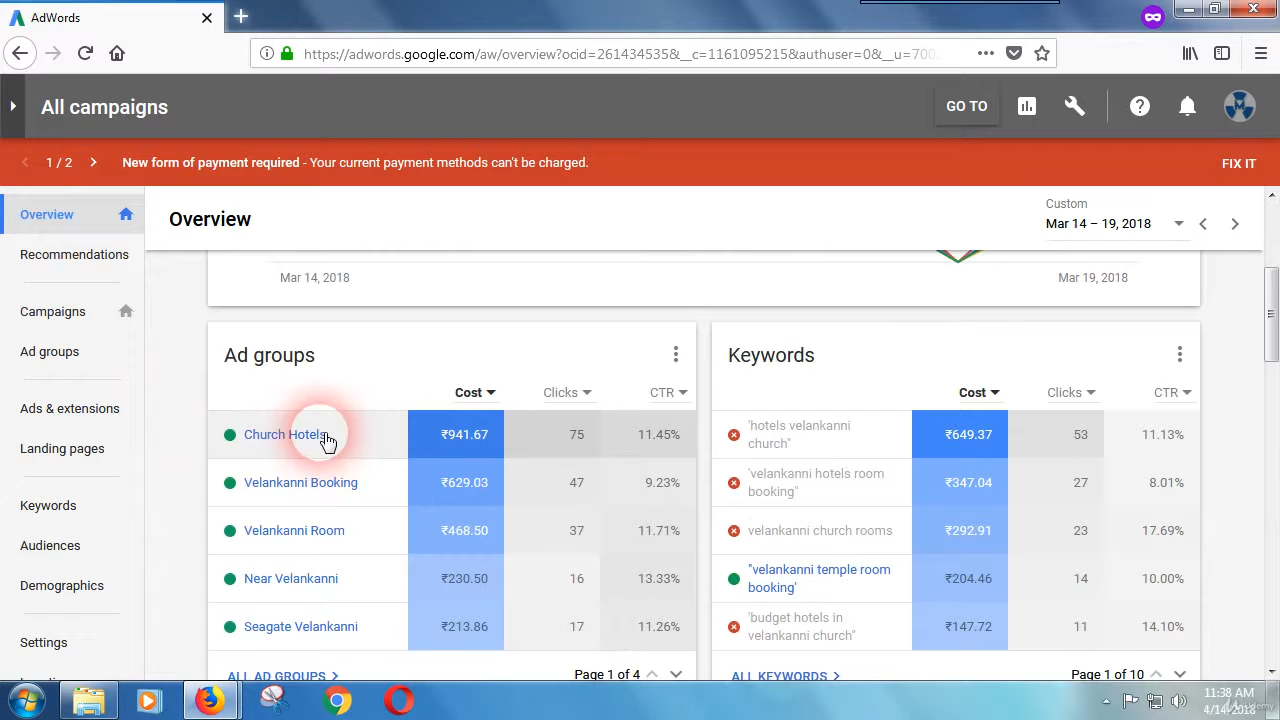 AdWords
https://adwords.google.com/aw/overview?ocid=261434535&__c=1161095215&authuser=0&__u=700
All campaigns
GO TO
1 / 2
New form of payment required - Your current payment methods can't be charged.
FIX IT
Overview
Recommendations
Campaigns
Ad groups
Ads & extensions
Landing pages
Keywords
Audiences
Demographics
Settings
Overview
Custom
Mar 14 – 19, 2018
Mar 14, 2018
Mar 19, 2018
Ad groups
Cost Clicks CTR
Church Hotels ₹941.67 75 11.45%
Velankanni Booking ₹629.03 47 9.23%
Velankanni Room ₹468.50 37 11.71%
Near Velankanni ₹230.50 16 13.33%
Seagate Velankanni ₹213.86 17 11.26%
ALL AD GROUPS
Page 1 of 4
Keywords
Cost Clicks CTR
'hotels velankanni
church" ₹649.37 53 11.13%
'velankanni hotels room
booking" ₹347.04 27 8.01%
velankanni church rooms ₹292.91 23 17.69%
"velankanni temple room
booking' ₹204.46 14 10.00%
'budget hotels in
velankanni church" ₹147.72 11 14.10%
ALL KEYWORDS
Page 1 of 10
11:38 AM
4/14/2018
Udemy